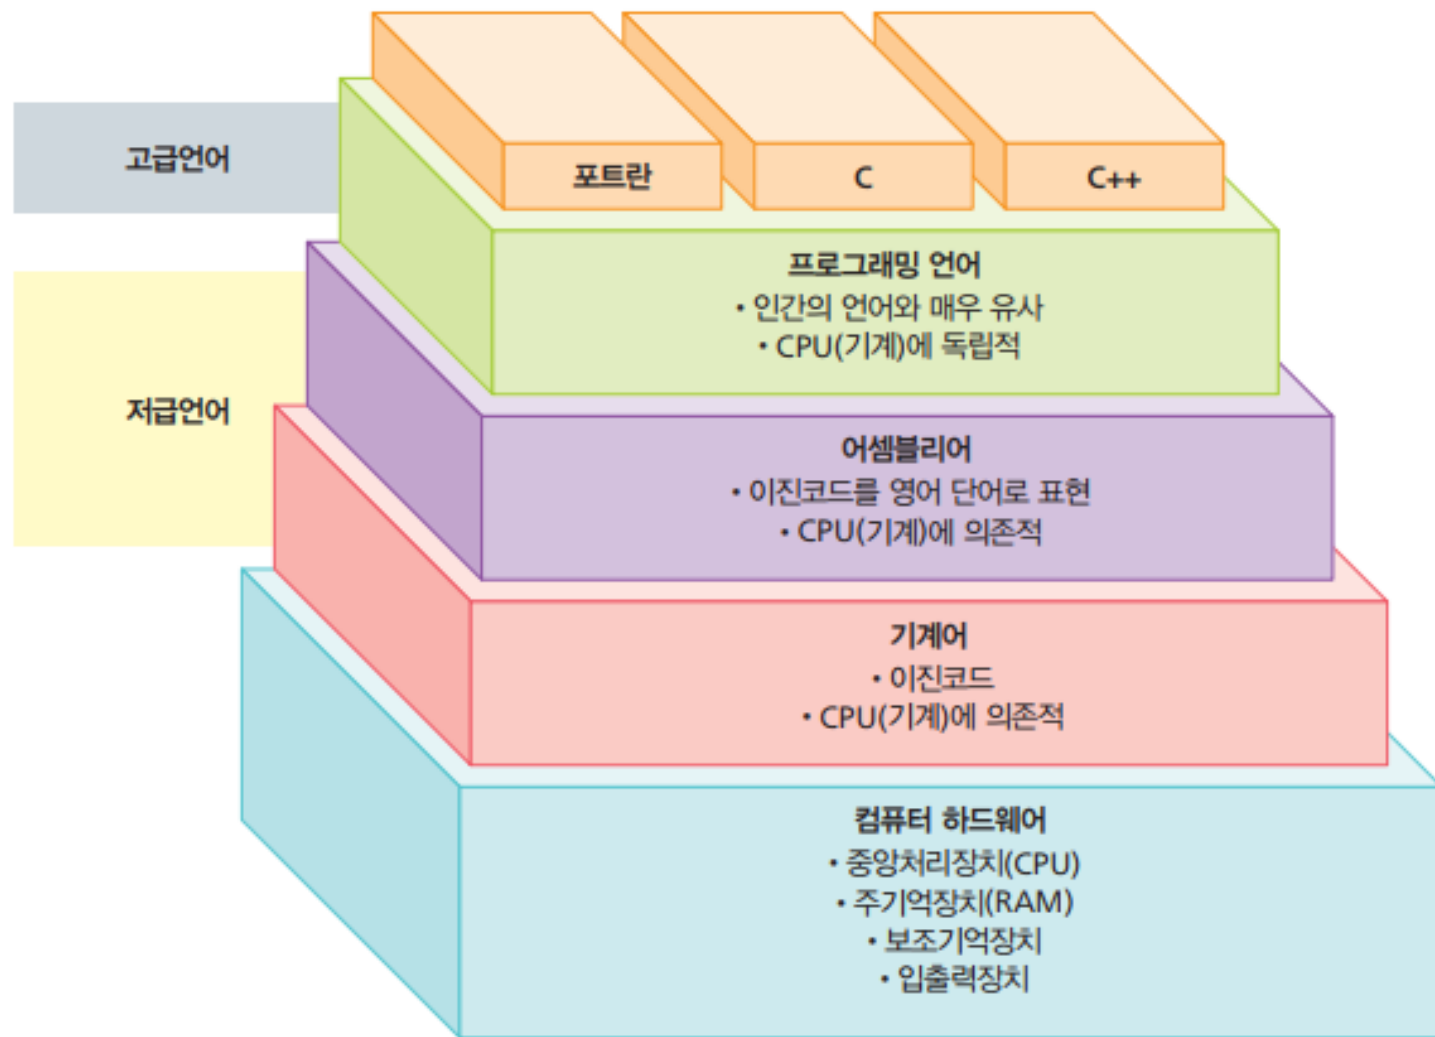 고급언어
저급언어
포트란
C
C++
프로그래밍 언어
• 인간의 언어와 매우 유사
• CPU(기계)에 독립적
어셈블리어
• 이진코드를 영어 단어로 표현
• CPU(기계)에 의존적
기계어
• 이진코드
• CPU(기계)에 의존적
컴퓨터 하드웨어
• 중앙처리장치(CPU)
• 주기억장치(RAM)
• 보조기억장치
• 입출력장치